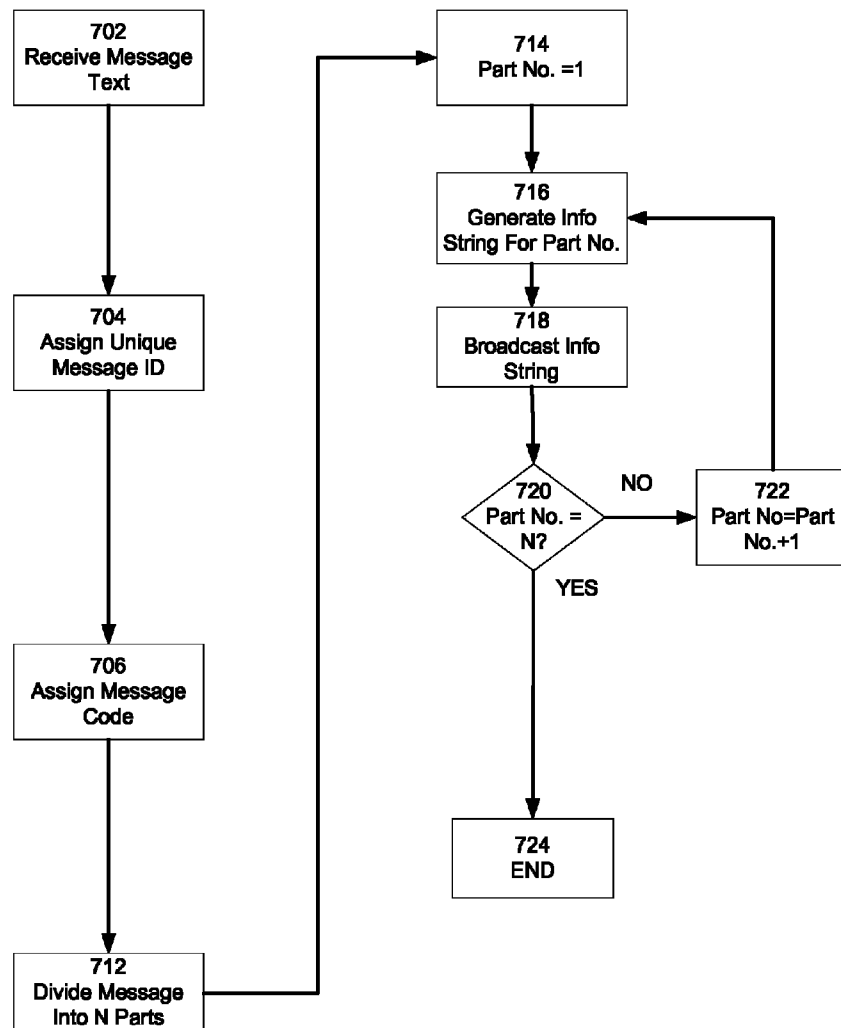 702
Receive Message
Text
704
Assign Unique
Message ID
706
Assign Message
Code
712
Divide Message
Into N Parts
714
Part No. =1
716
Generate Info
String For Part No.
718
Broadcast Info
String
720
Part No. =
N?
NO
722
Part No=Part
No.+1
YES
724
END